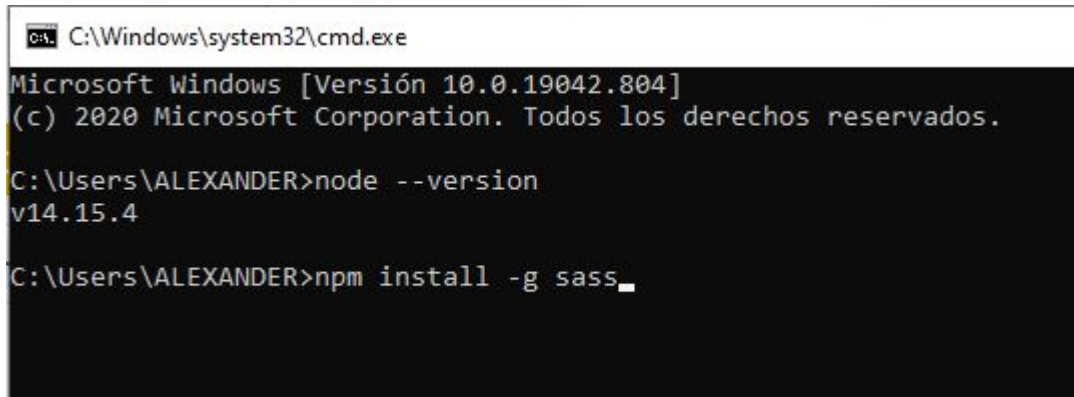 C:\Windows\system32\cmd.exe
Microsoft Windows [Versión 10.0.19042.804]
(c) 2020 Microsoft Corporation. Todos los derechos reservados.
C:\Users\ALEXANDER>node --version
v14.15.4
C:\Users\ALEXANDER>npm install -g sass